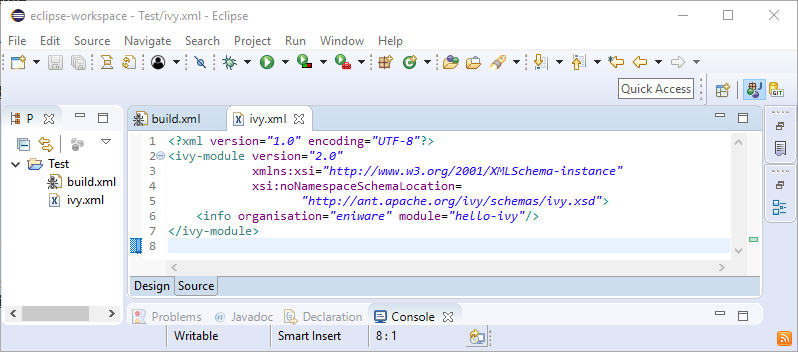 eclipse-workspace - Test/ivy.xml - Eclipse
File Edit Source Navigate Search Project Run Window Help
Quick Access
P
build.xml
ivy.xml
Test
build.xml
ivy.xml
1 <?xml version="1.0" encoding="UTF-8"?>
2 <ivy-module version="2.0"
3 xmlns:xsi="http://www.w3.org/2001/XMLSchema-instance"
4 xsi:noNamespaceSchemaLocation=
5 "http://ant.apache.org/ivy/schemas/ivy.xsd">
6 <info organisation="eniware" module="hello-ivy"/>
7 </ivy-module>
8
Design Source
Problems @ Javadoc Declaration Console
Writable Smart Insert 8 : 1